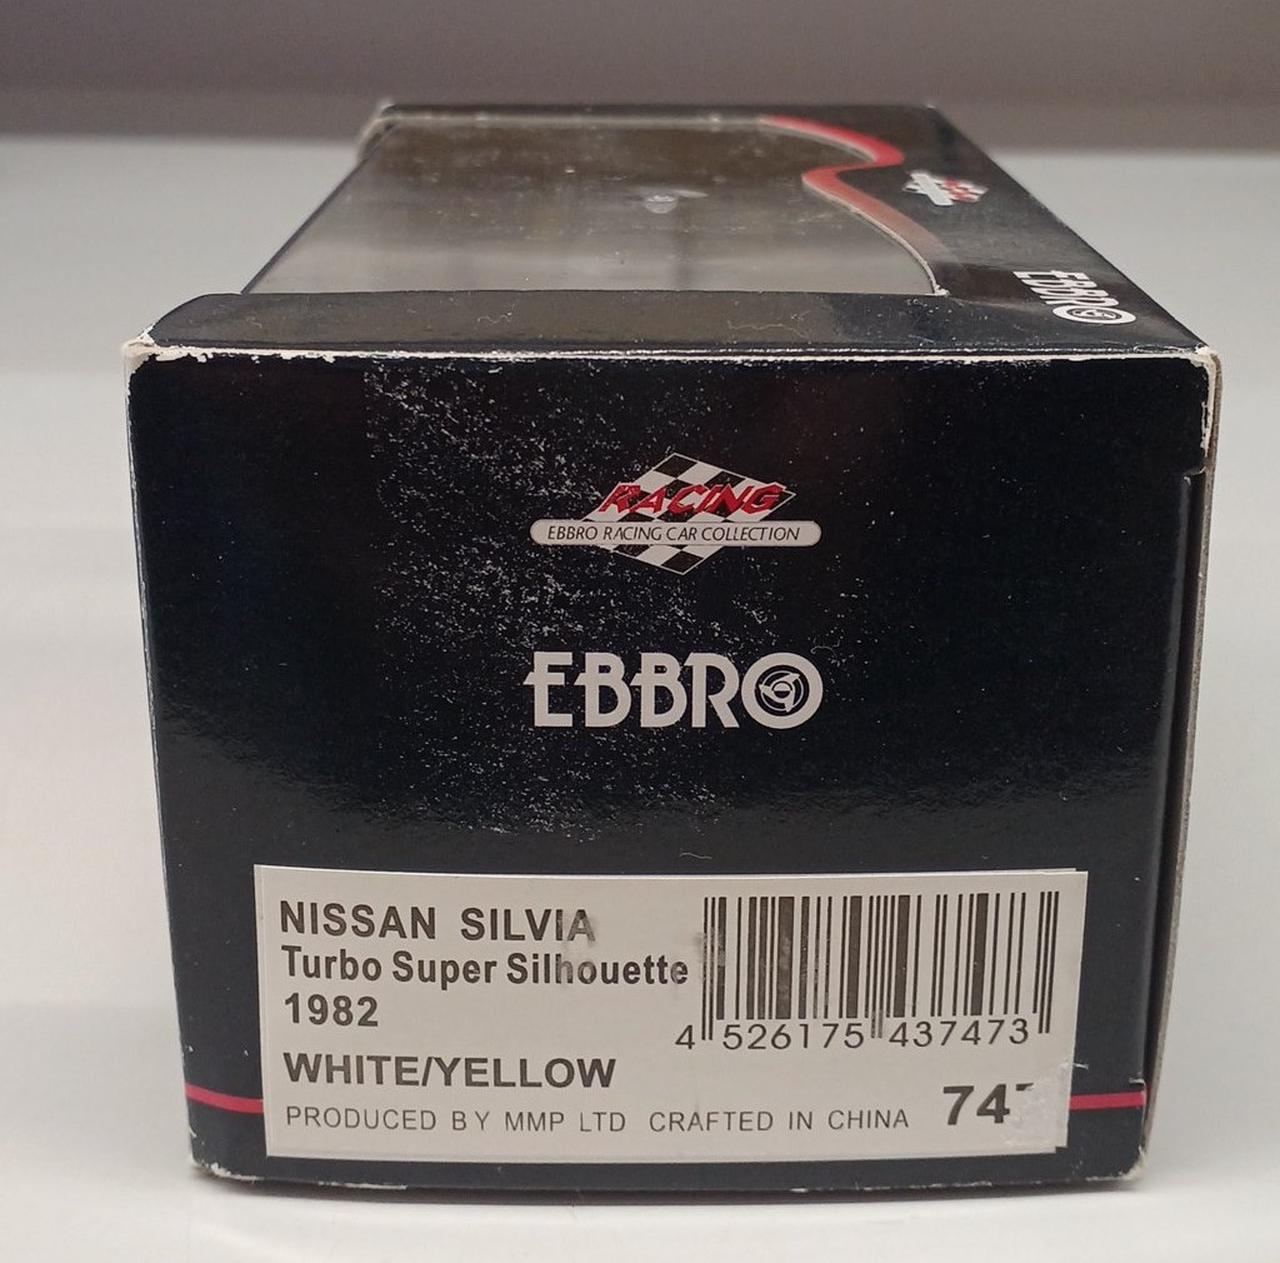 EBBRO
RACING
EBBRO RACING CAR COLLECTION
EBBRO
NISSAN SILVIA
Turbo Super Silhouette
1982
WHITE/YELLOW
PRODUCED BY MMP LTD CRAFTED IN CHINA
4 526175 437473